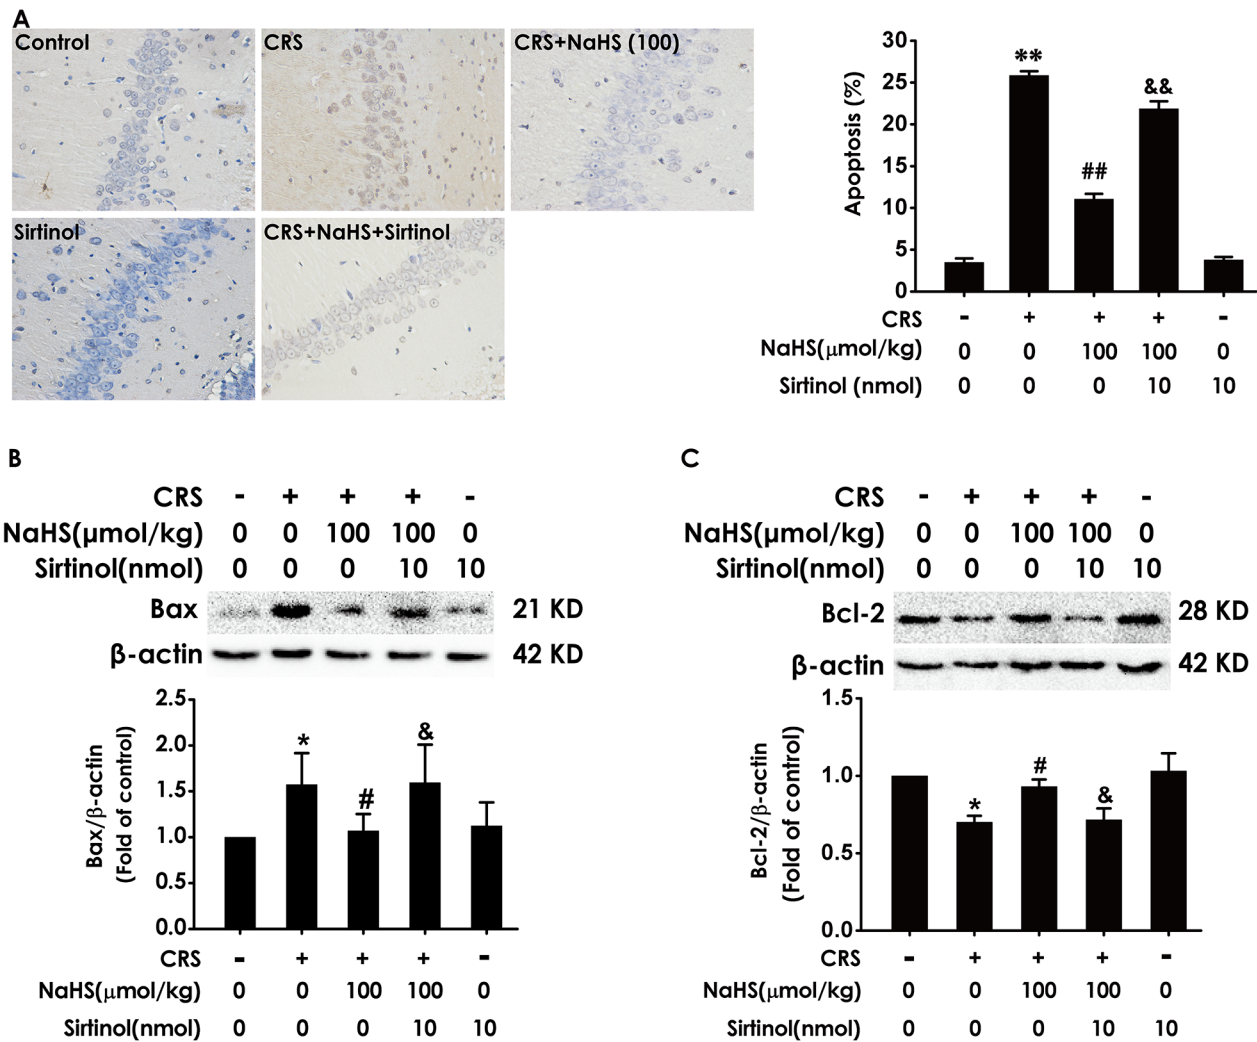 A
Control
CRS
CRS+NaHS (100)
Sirtinol
CRS+NaHS+Sirtinol
Apoptosis (%)
30
25
20
15
10
5
0
**
##
&&
CRS - + + + -
NaHS(μmol/kg) 0 0 100 100 0
Sirtinol (nmol) 0 0 0 10 10
B
CRS - + + + -
NaHS(μmol/kg) 0 0 100 100 0
Sirtinol(nmol) 0 0 0 10 10
Bax 21 KD
β-actin 42 KD
Bax/β-actin
(Fold of control)
2.5
2.0
1.5
1.0
0.5
0.0
*
#
&
CRS - + + + -
NaHS(μmol/kg) 0 0 100 100 0
Sirtinol(nmol) 0 0 0 10 10
C
CRS - + + + -
NaHS(μmol/kg) 0 0 100 100 0
Sirtinol(nmol) 0 0 0 10 10
Bcl-2 28 KD
β-actin 42 KD
Bcl-2/β-actin
(Fold of control)
1.5
1.0
0.5
0.0
*
#
&
CRS - + + + -
NaHS(μmol/kg) 0 0 100 100 0
Sirtinol(nmol) 0 0 0 10 10